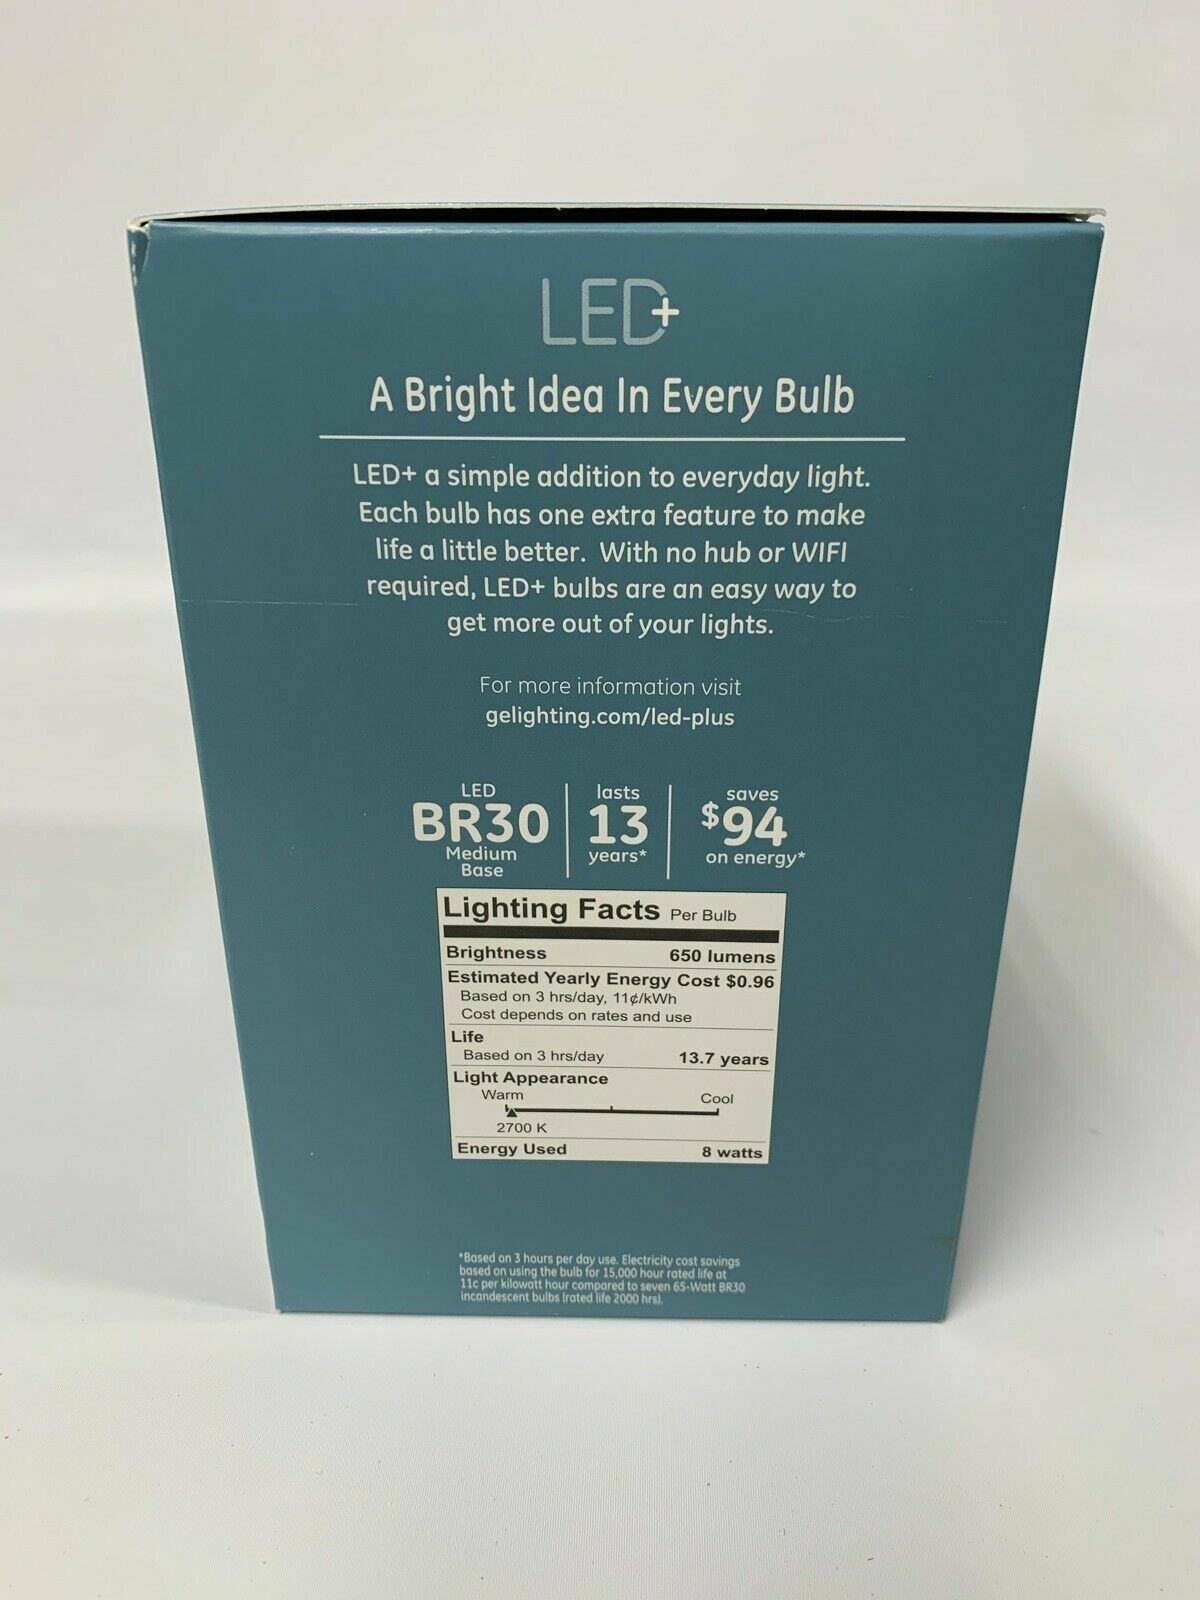 LED+
A Bright Idea In Every Bulb
LED+ a simple addition to everyday light.
Each bulb has one extra feature to make
life a little better. With no hub or WIFI
required, LED+ bulbs are an easy way to
get more out of your lights.
For more information visit
gelighting.com/led-plus
LED
BR30
Medium
Base
lasts
13
years*
saves
$94
on energy*
Lighting Facts Per Bulb
Brightness 650 lumens
Estimated Yearly Energy Cost $0.96
Based on 3 hrs/day, 11¢/kWh
Cost depends on rates and use
Life
Based on 3 hrs/day 13.7 years
Light Appearance
Warm Cool
2700 K
Energy Used 8 watts
*Based on 3 hours per day use. Electricity cost savings
based on using the bulb for 15,000 hour rated life at
11c per kilowatt hour compared to seven 65-Watt BR30
incandescent bulbs (rated life 2000 hrs).